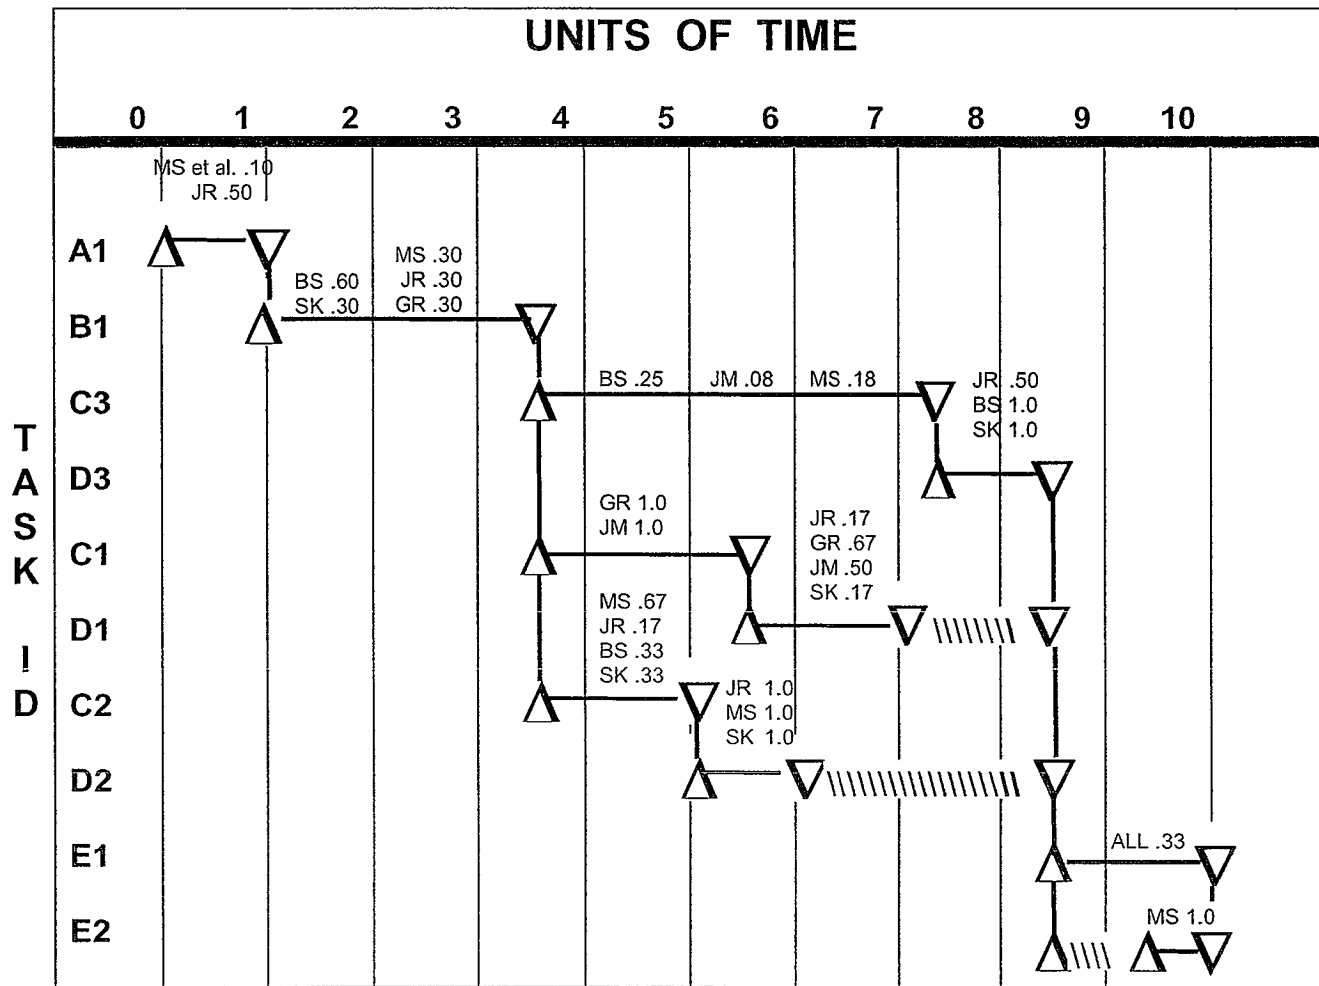 UNITS OF TIME
0 1 2 3 4 5 6 7 8 9 10
MS et al. .10
JR .50
A1
MS .30
BS .60 JR .30
SK .30 GR .30
B1
BS .25 JM .08 MS .18
C3
JR .50
BS 1.0
SK 1.0
D3
GR 1.0
JM 1.0
C1
JR .17
GR .67
JM .50
SK .17
D1
MS .67
JR .17
BS .33
SK .33
C2
JR 1.0
MS 1.0
SK 1.0
D2
ALL .33
E1
MS 1.0
E2
TASK ID